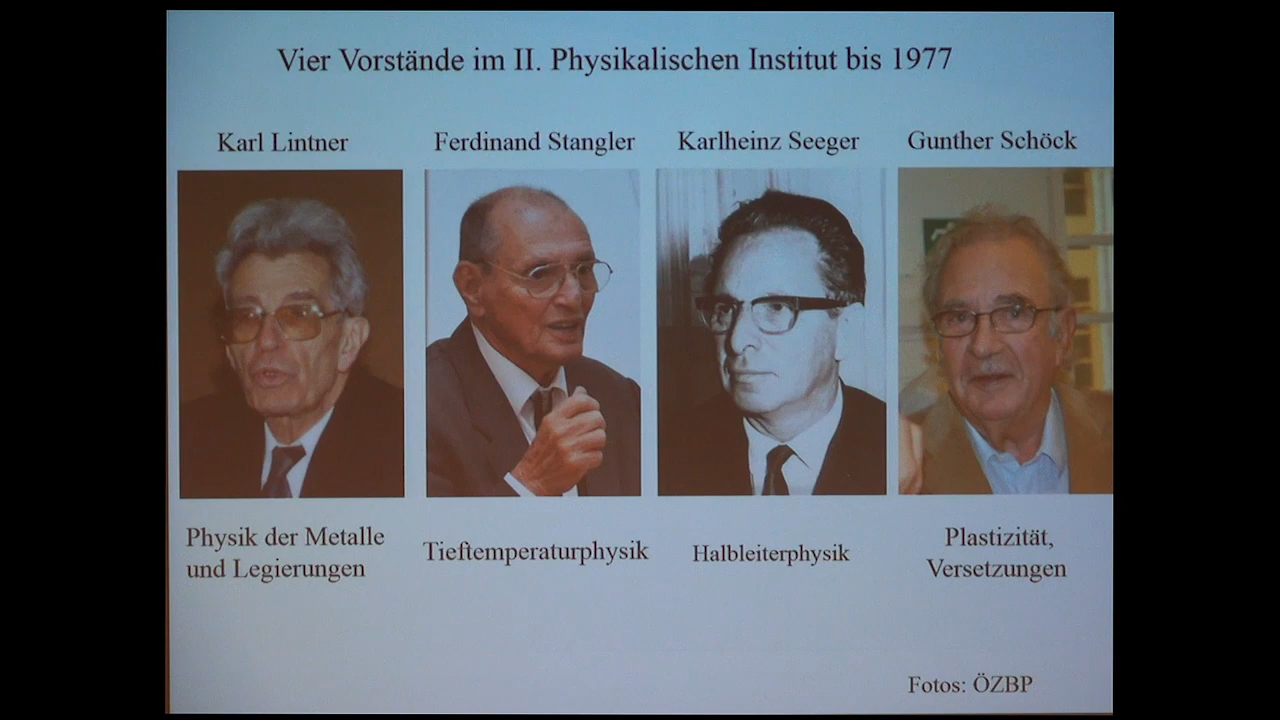 Vier Vorstände im II. Physikalischen Institut bis 1977
Karl Lintner
Ferdinand Stangler
Karlheinz Seeger
Gunther Schöck
Physik der Metalle
und Legierungen
Tieftemperaturphysik
Halbleiterphysik
Plastizität,
Versetzungen
Fotos: ÖZBP